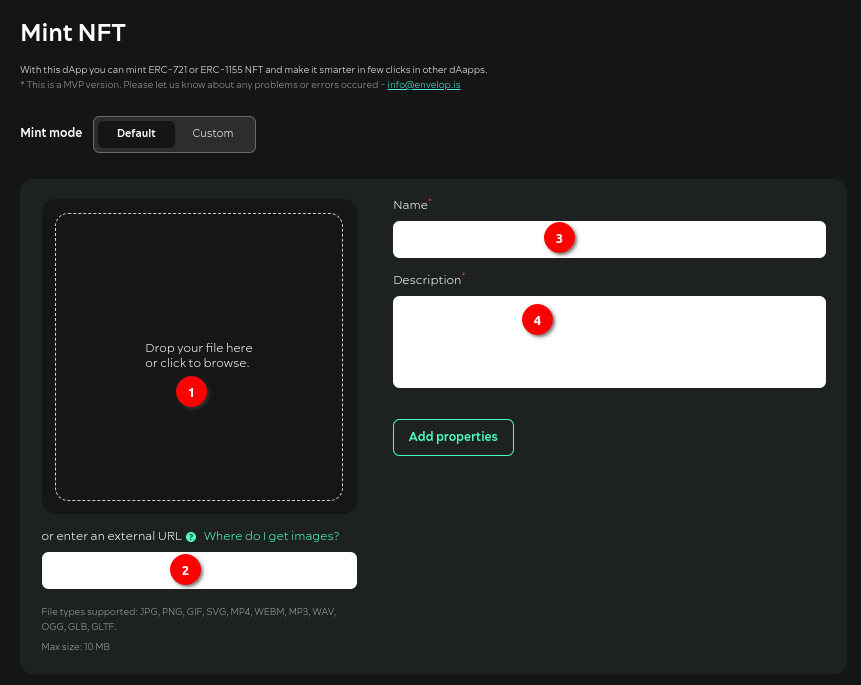 Mint NFT
With this dApp you can mint ERC-721 or ERC-1155 NFT and make it smarter in few clicks in other dAapps.
* This is a MVP version. Please let us know about any problems or errors occured - info@envelop.is
Mint mode
Default
Custom
Drop your file here
or click to browse.
1
or enter an external URL ? Where do I get images?
2
File types supported: JPG, PNG, GIF, SVG, MP4, WEBM, MP3, WAV,
OGG, GLB, GLTF.
Max size: 10 MB
Name*
3
Description*
4
Add properties